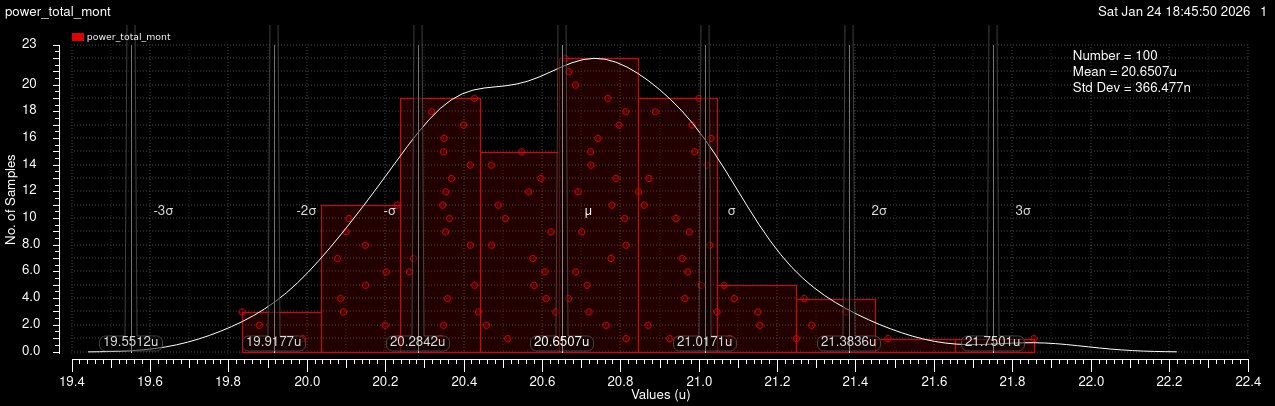 power_total_mont
Sat Jan 24 18:45:50 2026 1
power_total_mont
Number = 100
Mean = 20.6507u
Std Dev = 366.477n
No. of Samples
23
20
18
16
14
12
10
8.0
6.0
4.0
2.0
0.0
-3σ -2σ -σ μ σ 2σ 3σ
19.5512u 19.9177u 20.2842u 20.6507u 21.0171u 21.3836u 21.7501u
19.4 19.6 19.8 20.0 20.2 20.4 20.6 20.8 21.0 21.2 21.4 21.6 21.8 22.0 22.2 22.4
Values (u)